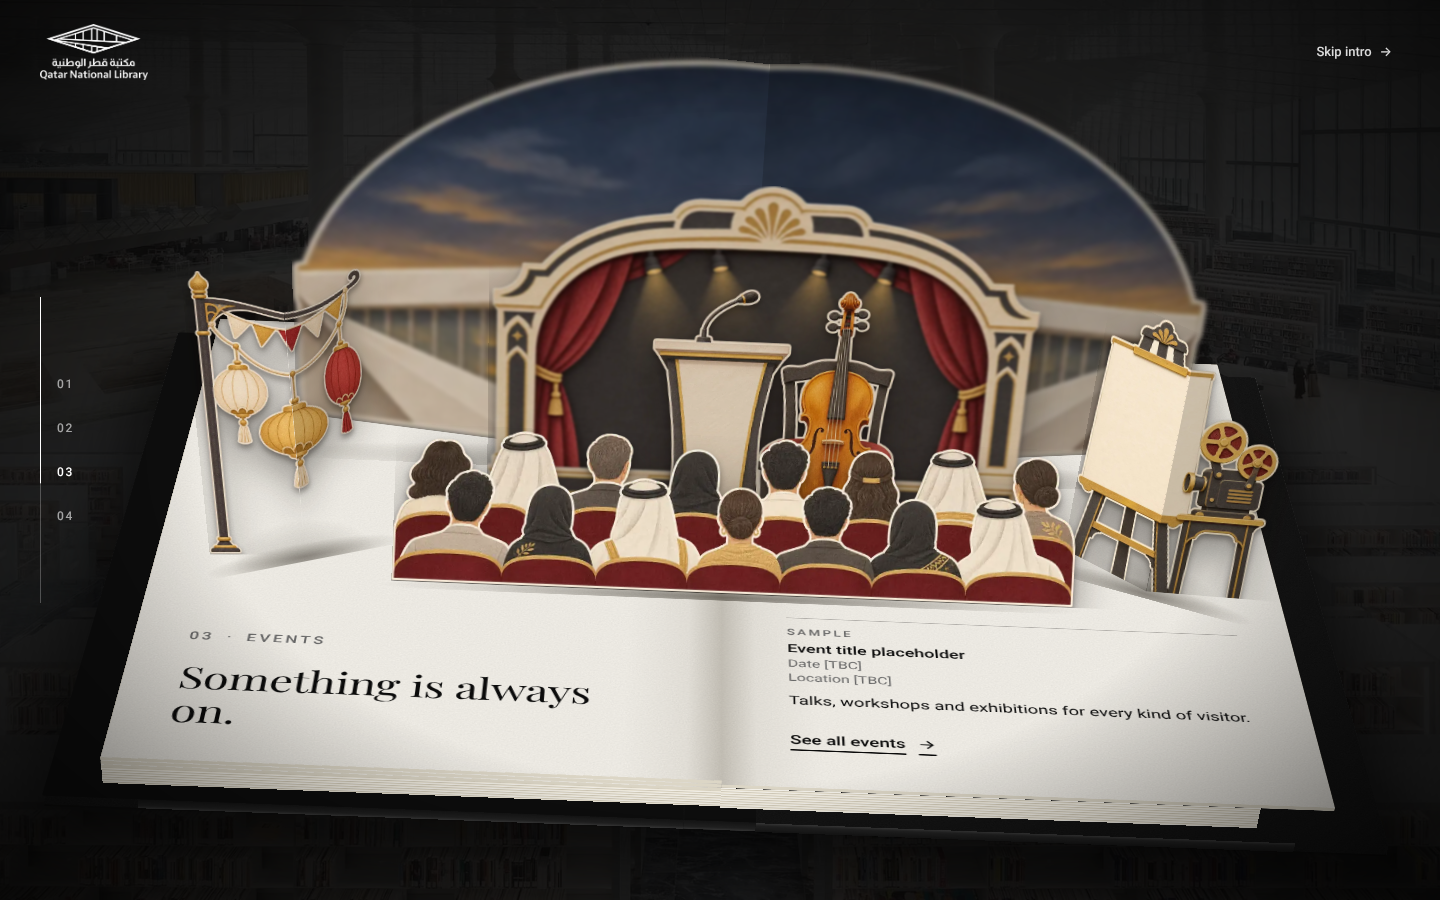 مكتبة قطر الوطنية
Qatar National Library
Skip intro →
01
02
03
04
03 · EVENTS
Something is always
on.
SAMPLE
Event title placeholder
Date [TBC]
Location [TBC]
Talks, workshops and exhibitions for every kind of visitor.
See all events →